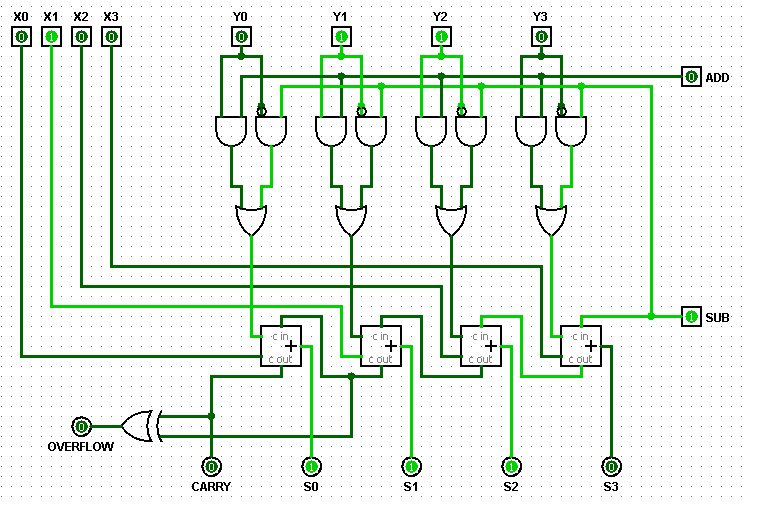 X0 X1 X2 X3 Y0 Y1 Y2 Y3
0 1 0 0 0 1 1 0
0 ADD
1 SUB
c in c in c in c in
+ + + +
c out c out c out c out
0
OVERFLOW
0 1 1 1 0
CARRY S0 S1 S2 S3